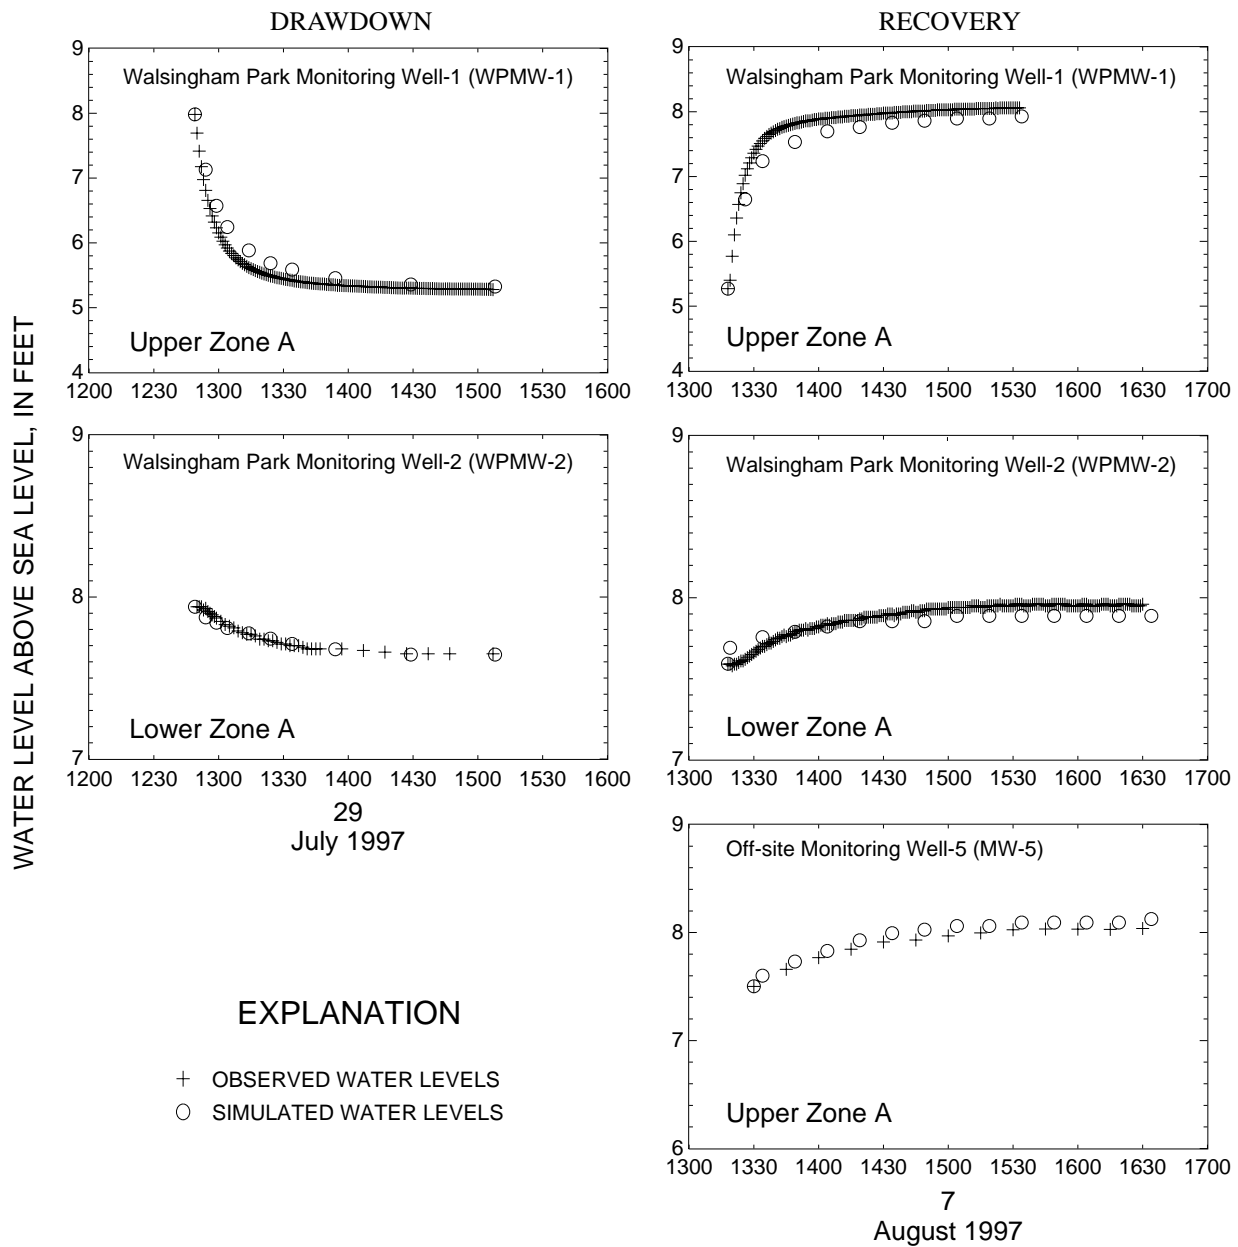 DRAWDOWN
RECOVERY
WATER LEVEL ABOVE SEA LEVEL, IN FEET
9
8
7
6
5
4
Walsingham Park Monitoring Well-1 (WPMW-1)
Upper Zone A
1200 1230 1300 1330 1400 1430 1500 1530 1600
9
8
7
6
5
4
Walsingham Park Monitoring Well-1 (WPMW-1)
Upper Zone A
1300 1330 1400 1430 1430 1500 1530 1630 1700
9
8
7
Walsingham Park Monitoring Well-2 (WPMW-2)
Lower Zone A
1200 1230 1300 1330 1400 1430 1500 1530 1600
29
July 1997
9
8
7
Walsingham Park Monitoring Well-2 (WPMW-2)
Lower Zone A
1300 1330 1400 1430 1500 1530 1600 1630 1700
9
8
7
6
Off-site Monitoring Well-5 (MW-5)
Upper Zone A
1300 1330 1400 1430 1500 1530 1600 1630 1700
7
August 1997
EXPLANATION
OBSERVED WATER LEVELS
SIMULATED WATER LEVELS